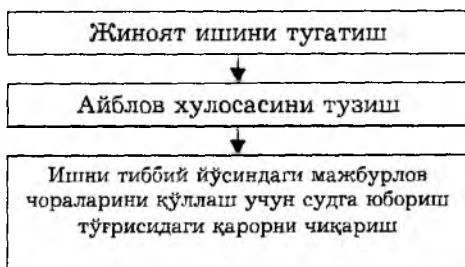 Жиноят ишини тугатиш
Айблов хулосасини тузиш
Ишни тиббий йўсиндаги мажбурлов
чораларини қўллаш учун судга юбориш
тўғрисидаги қарорни чиқариш